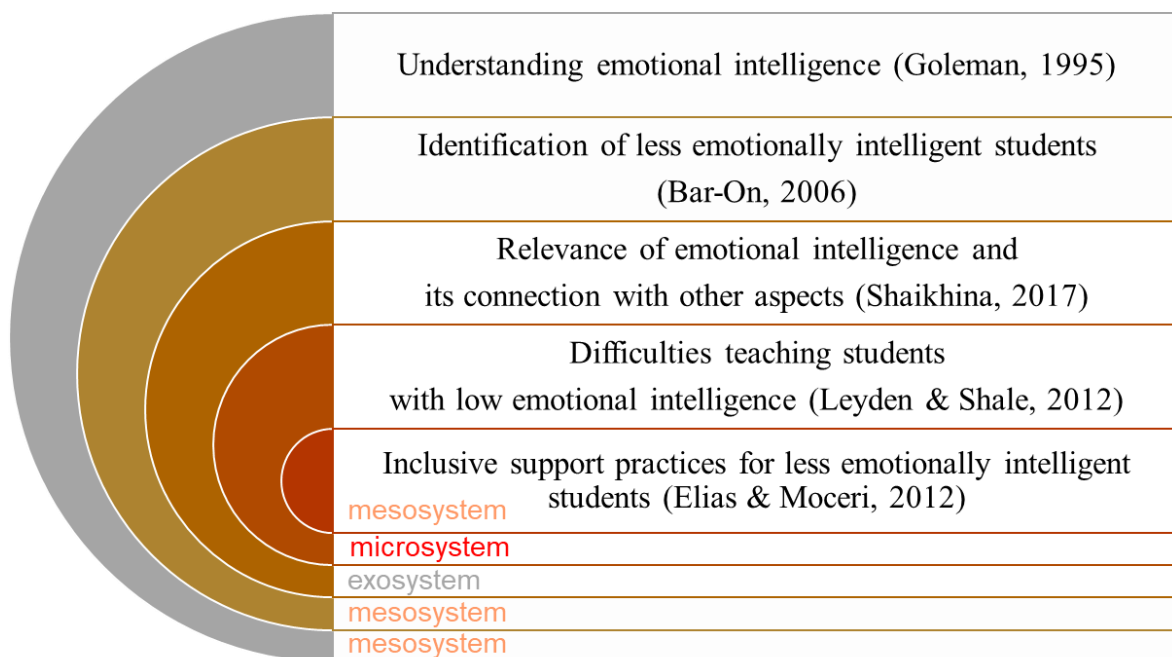 Understanding emotional intelligence (Goleman, 1995)
Identification of less emotionally intelligent students
(Bar-On, 2006)
Relevance of emotional intelligence and
its connection with other aspects (Shaikhina, 2017)
Difficulties teaching students
with low emotional intelligence (Leyden & Shale, 2012)
Inclusive support practices for less emotionally intelligent
students (Elias & Moceri, 2012)
mesosystem
microsystem
exosystem
mesosystem
mesosystem